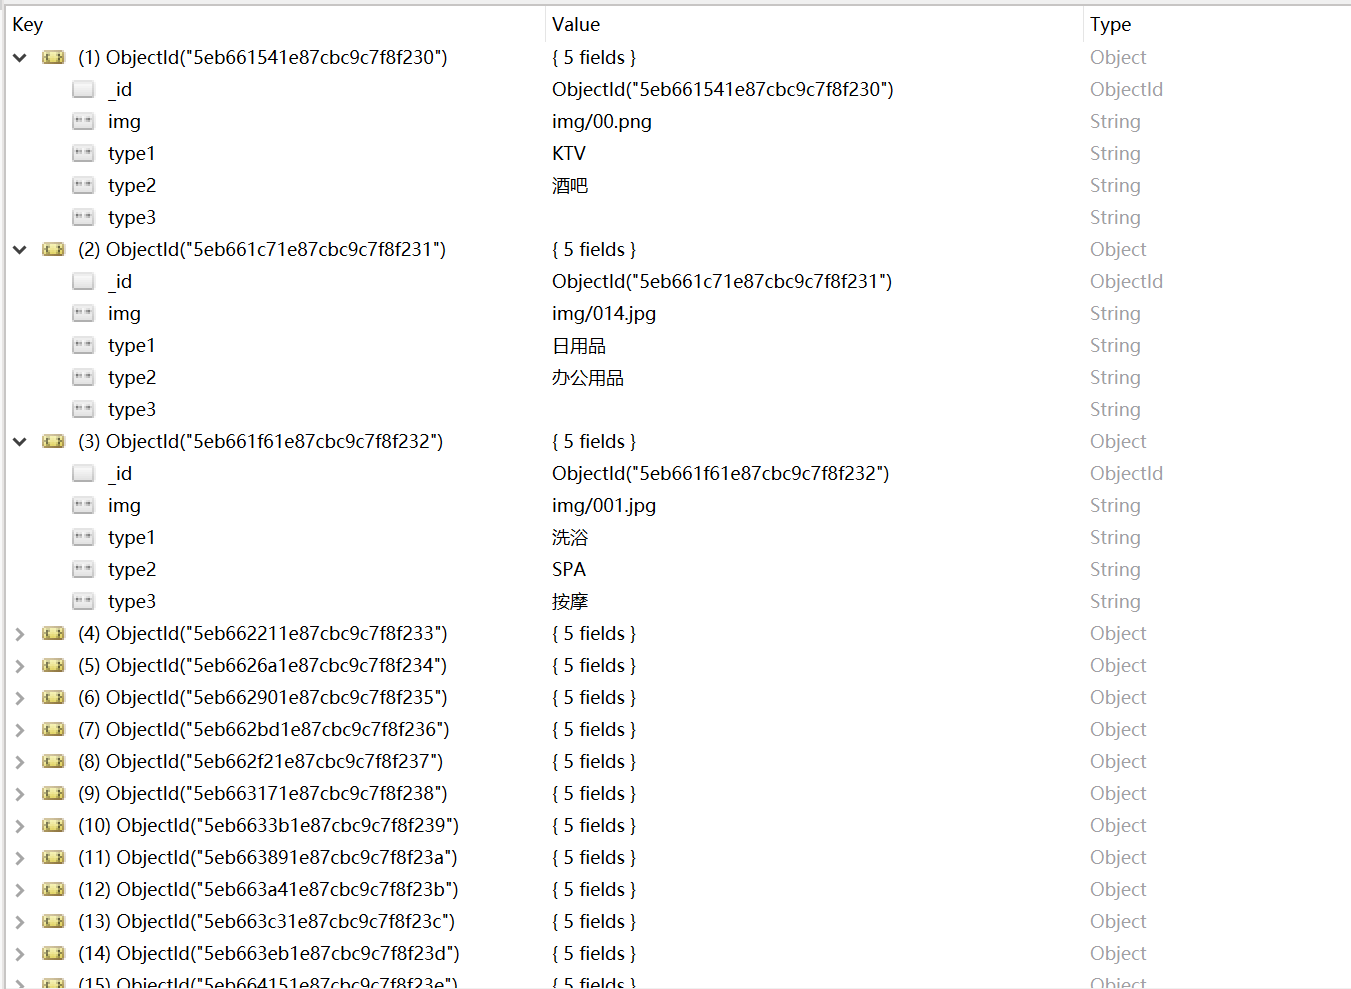 Key Value Type
(1) ObjectId("5eb661541e87cbc9c7f8f230") { 5 fields } Object
_id ObjectId("5eb661541e87cbc9c7f8f230") ObjectId
img img/00.png String
type1 KTV String
type2 酒吧 String
type3 String
(2) ObjectId("5eb661c71e87cbc9c7f8f231") { 5 fields } Object
_id ObjectId("5eb661c71e87cbc9c7f8f231") ObjectId
img img/014.jpg String
type1 日用品 String
type2 办公用品 String
type3 String
(3) ObjectId("5eb661f61e87cbc9c7f8f232") { 5 fields } Object
_id ObjectId("5eb661f61e87cbc9c7f8f232") ObjectId
img img/001.jpg String
type1 洗浴 String
type2 SPA String
type3 按摩 String
(4) ObjectId("5eb662211e87cbc9c7f8f233") { 5 fields } Object
(5) ObjectId("5eb6626a1e87cbc9c7f8f234") { 5 fields } Object
(6) ObjectId("5eb662901e87cbc9c7f8f235") { 5 fields } Object
(7) ObjectId("5eb662bd1e87cbc9c7f8f236") { 5 fields } Object
(8) ObjectId("5eb662f21e87cbc9c7f8f237") { 5 fields } Object
(9) ObjectId("5eb663171e87cbc9c7f8f238") { 5 fields } Object
(10) ObjectId("5eb6633b1e87cbc9c7f8f239") { 5 fields } Object
(11) ObjectId("5eb663891e87cbc9c7f8f23a") { 5 fields } Object
(12) ObjectId("5eb663a41e87cbc9c7f8f23b") { 5 fields } Object
(13) ObjectId("5eb663c31e87cbc9c7f8f23c") { 5 fields } Object
(14) ObjectId("5eb663eb1e87cbc9c7f8f23d") { 5 fields } Object
(15) ObjectId("5eb664151e87cbc9c7f8f23e") { 5 fields } Object